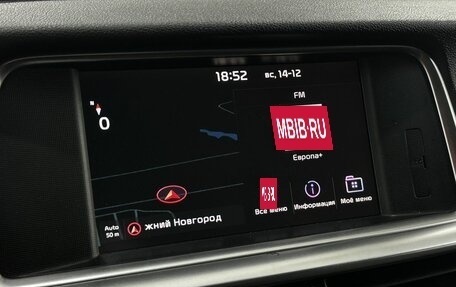 18:52 вс, 14-12
FM
N
0
MBIB.RU
Европа+
Все меню
Информация
Моё меню
Auto
50 m
жний Новгород